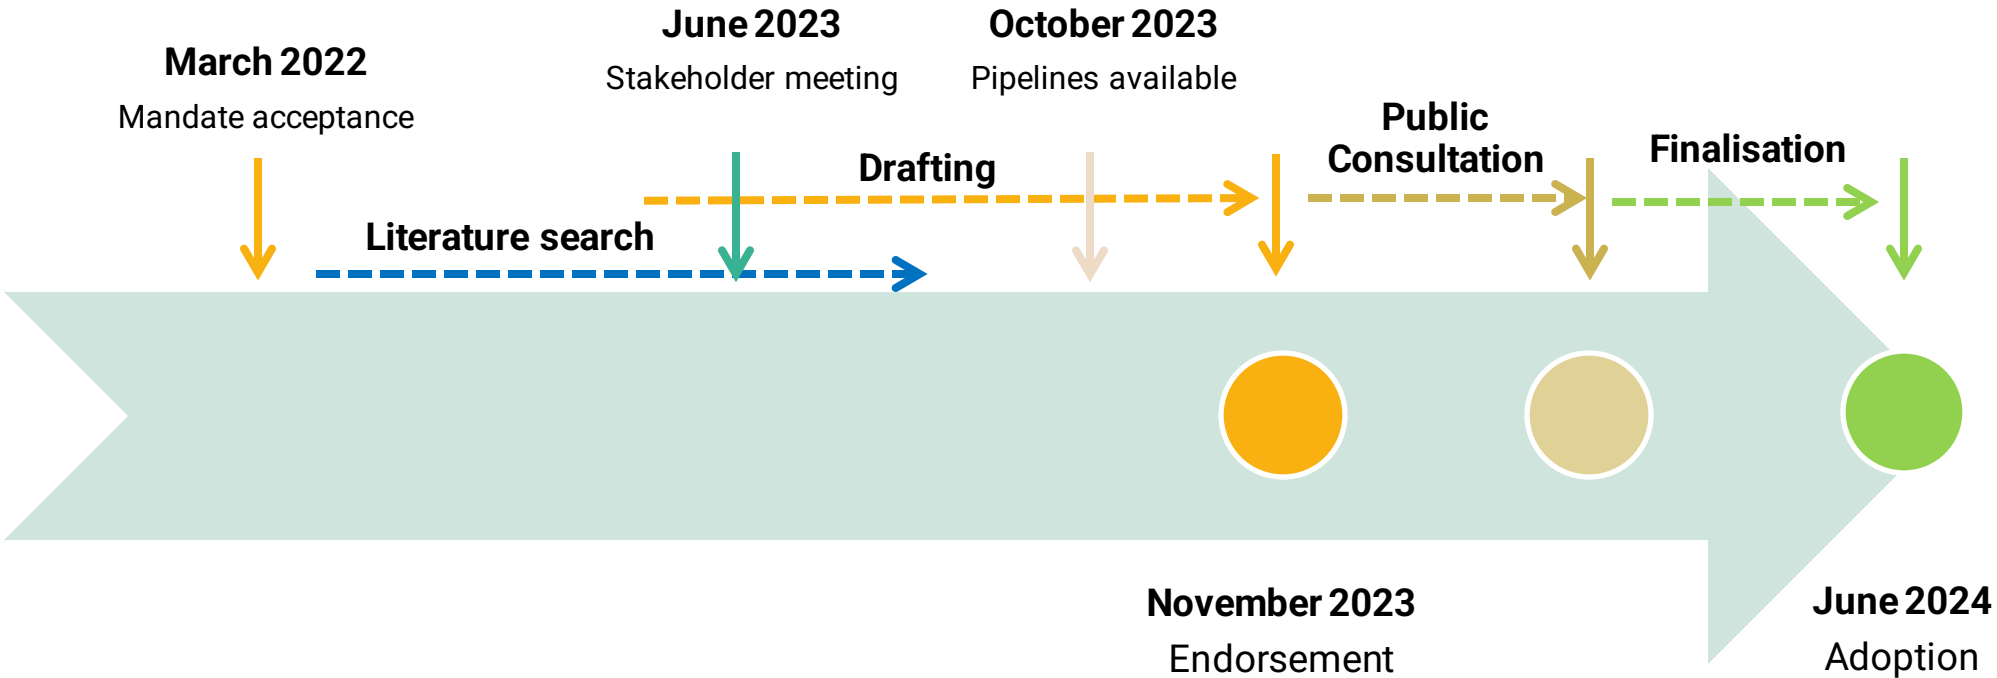 March 2022
Mandate acceptance
June 2023
Stakeholder meeting
October 2023
Pipelines available
Literature search
Drafting
Public
Consultation
Finalisation
November 2023
Endorsement
June 2024
Adoption